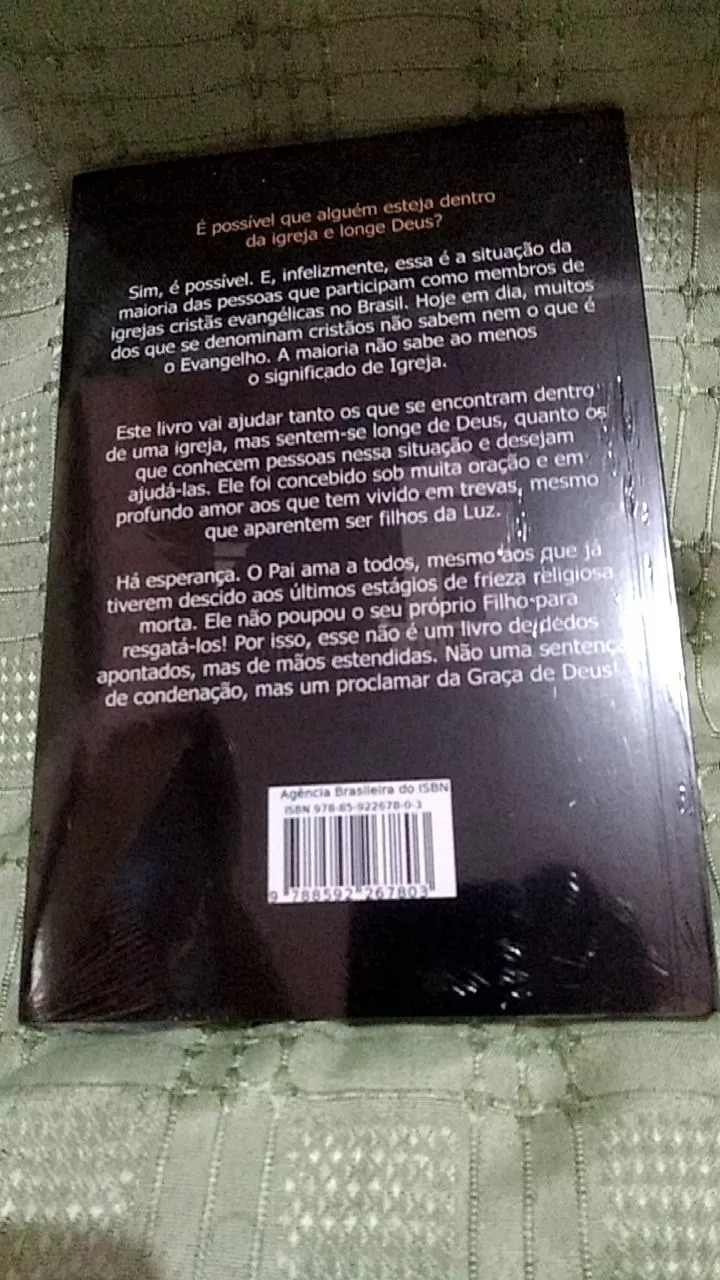 É possível que alguém esteja dentro
da igreja e longe Deus?
Sim, é possível. E, infelizmente, essa é a situação da
maioria das pessoas que participam como membros de
igrejas cristãs evangélicas no Brasil. Hoje em dia, muitos
dos que se denominam cristãos não sabem nem o que é
o Evangelho. A maioria não sabe ao menos
o significado de Igreja.
Este livro vai ajudar tanto os que se encontram dentro
de uma igreja, mas sentem-se longe de Deus, quanto os
que conhecem pessoas nessa situação e desejam
ajudá-las. Ele foi concebido sob muita oração e em
profundo amor aos que tem vivido em trevas, mesmo
que aparentem ser filhos da Luz.
Há esperança. O Pai ama a todos, mesmo aos que já
tiverem descido aos últimos estágios de frieza religiosa
morta. Ele não poupou o seu próprio Filho para
resgatá-los! Por isso, esse não é um livro de dedos
apontados, mas de mãos estendidas. Não uma sentença
de condenação, mas um proclamar da Graça de Deus!
Agência Brasileira do ISBN
ISBN 978-85-922678-0-3
9 788592 267803